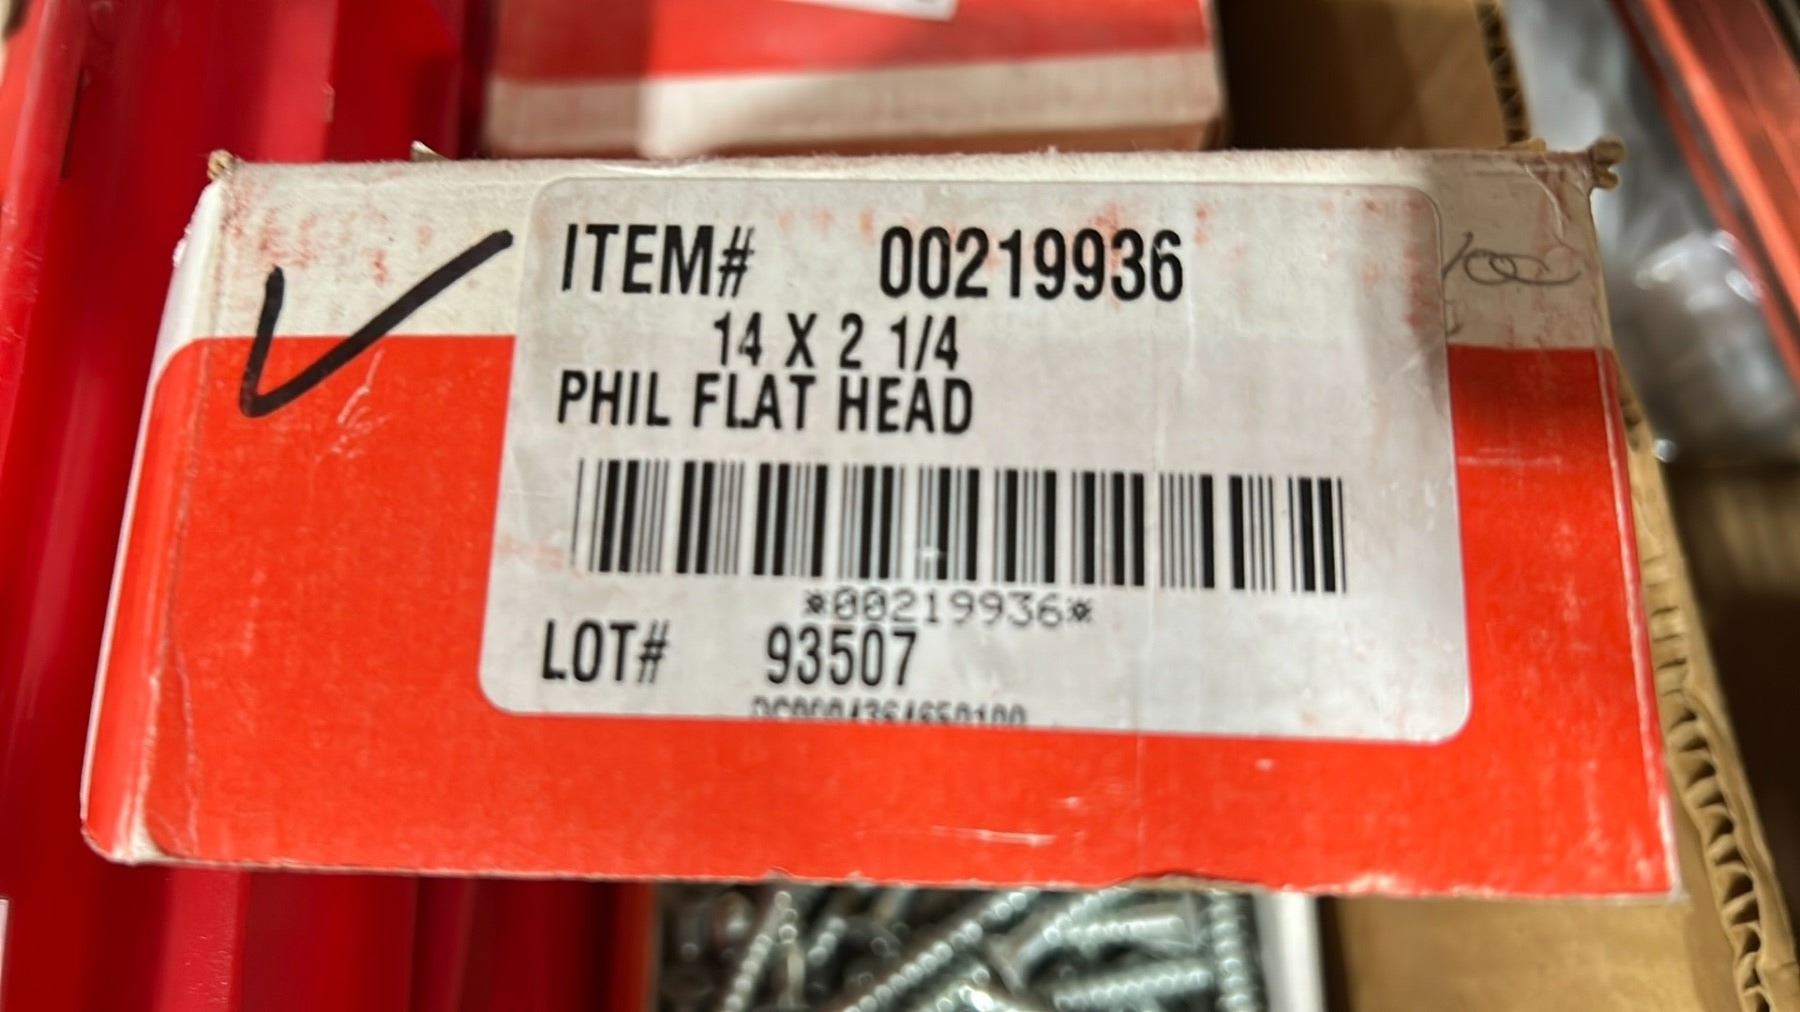 ITEM# 00219936
14 X 2 1/4
PHIL FLAT HEAD
*00219936*
LOT# 93507